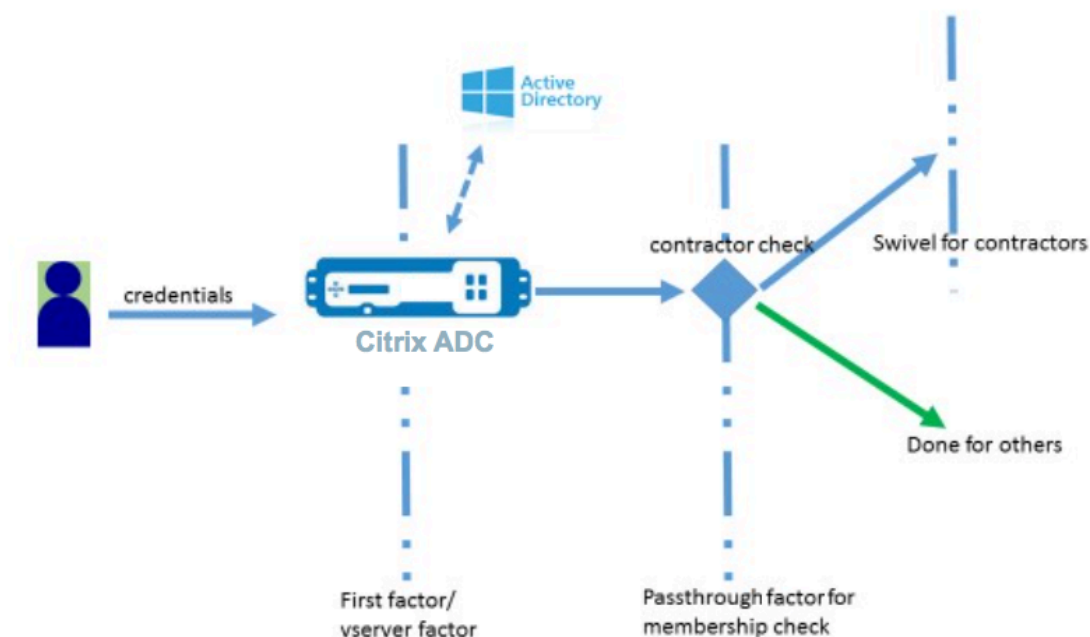 Active
Directory
credentials
Citrix ADC
contractor check
Swivel for contractors
Done for others
First factor/
vserver factor
Passthrough factor for
membership check